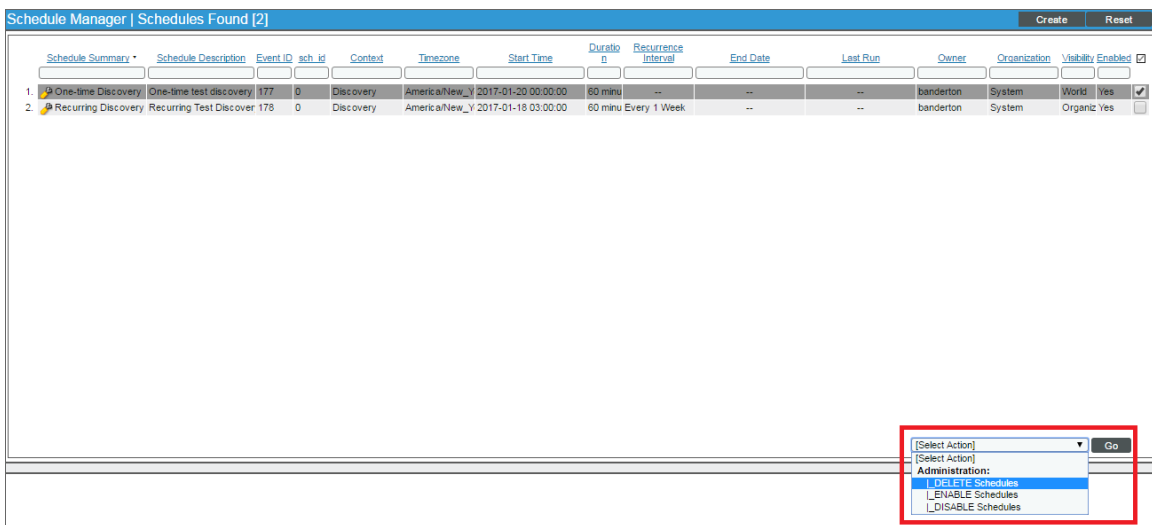 Schedule Manager | Schedules Found [2] Create Reset
Schedule Summary Schedule Description Event ID sch_id Context Timezone Start Time Duratio n Recurrence Interval End Date Last Run Owner Organization Visibility Enabled
1. One-time Discovery One-time test discovery 177 0 Discovery America/New_Y 2017-01-20 00:00:00 60 minu -- -- -- banderton System World Yes
2. Recurring Discovery Recurring Test Discover 178 0 Discovery America/New_Y 2017-01-18 03:00:00 60 minu Every 1 Week -- -- banderton System Organiz Yes
[Select Action] Go
[Select Action]
Administration:
|_DELETE Schedules
|_ENABLE Schedules
|_DISABLE Schedules